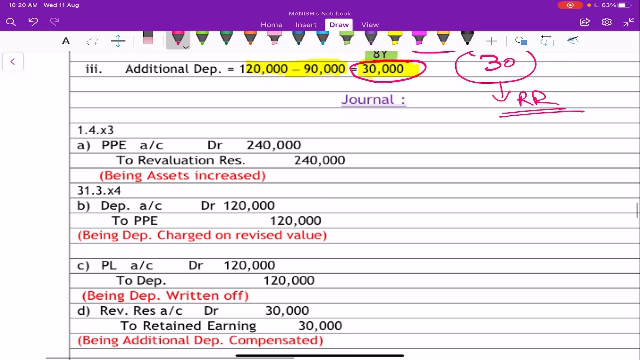 10:20 AM Wed 11 Aug
MANISH's Notebook
Home Insert Draw View
A
8Y
iii. Additional Dep. = 120,000 – 90,000 = 30,000
30
RR
Journal :
1.4.x3
a) PPE a/c Dr 240,000
To Revaluation Res. 240,000
(Being Assets increased)
31.3.x4
b) Dep. a/c Dr 120,000
To PPE 120,000
(Being Dep. Charged on revised value)
c) PL a/c Dr 120,000
To Dep. 120,000
(Being Dep. Written off)
d) Rev. Res a/c Dr 30,000
To Retained Earning 30,000
(Being Additional Dep. Compensated)